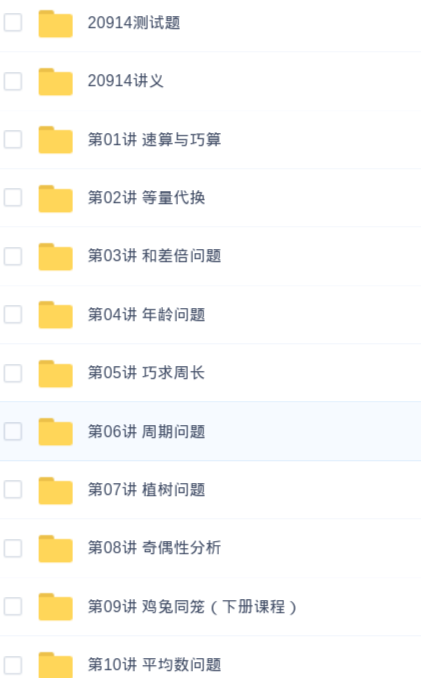 20914测试题
20914讲义
第01讲 速算与巧算
第02讲 等量代换
第03讲 和差倍问题
第04讲 年龄问题
第05讲 巧求周长
第06讲 周期问题
第07讲 植树问题
第08讲 奇偶性分析
第09讲 鸡兔同笼（下册课程）
第10讲 平均数问题